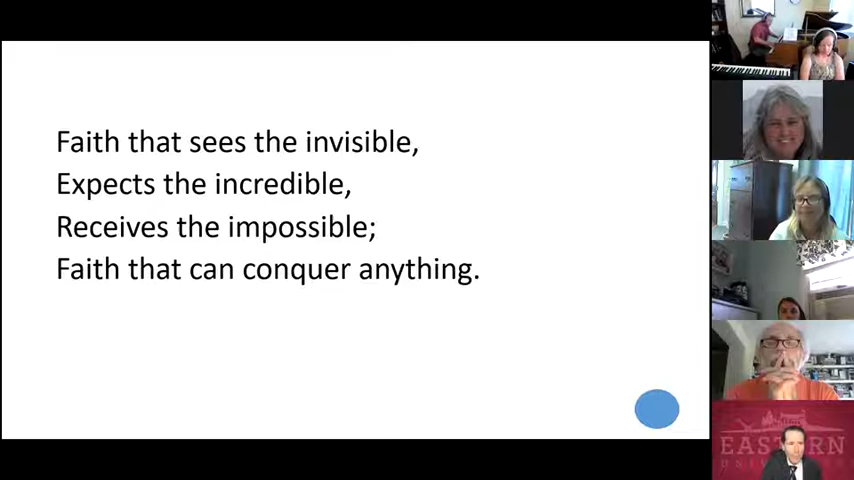 Faith that sees the invisible,
Expects the incredible,
Receives the impossible;
Faith that can conquer anything.
EASTERN